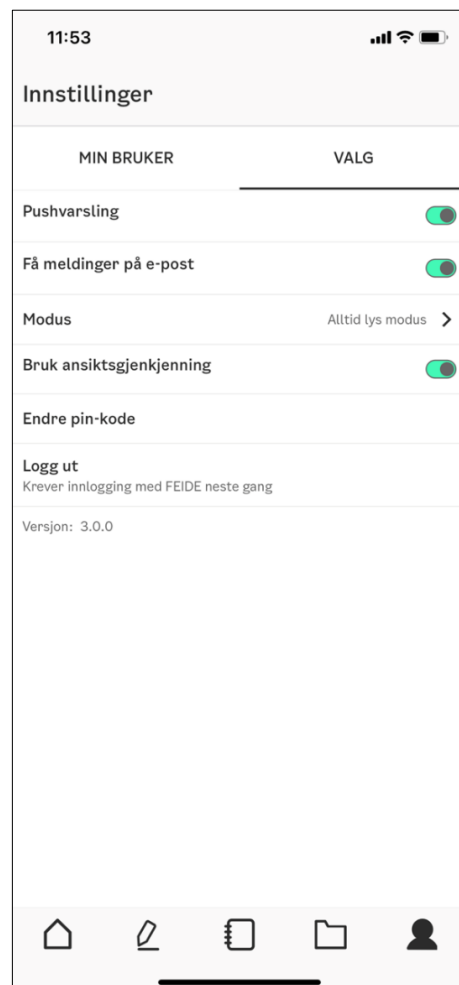 11:53
Innstillinger
MIN BRUKER VALG
Pushvarsling
Få meldinger på e-post
Modus Alltid lys modus
Bruk ansiktsgjenkjenning
Endre pin-kode
Logg ut
Krever innlogging med FEIDE neste gang
Versjon: 3.0.0